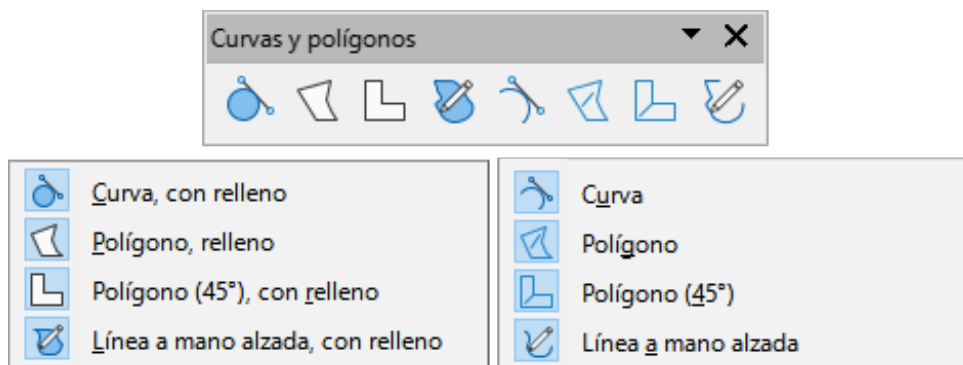 Curvas y polígonos
Curva, con relleno
Polígono, relleno
Polígono (45°), con relleno
Línea a mano alzada, con relleno
Curva
Polígono
Polígono (45°)
Línea a mano alzada